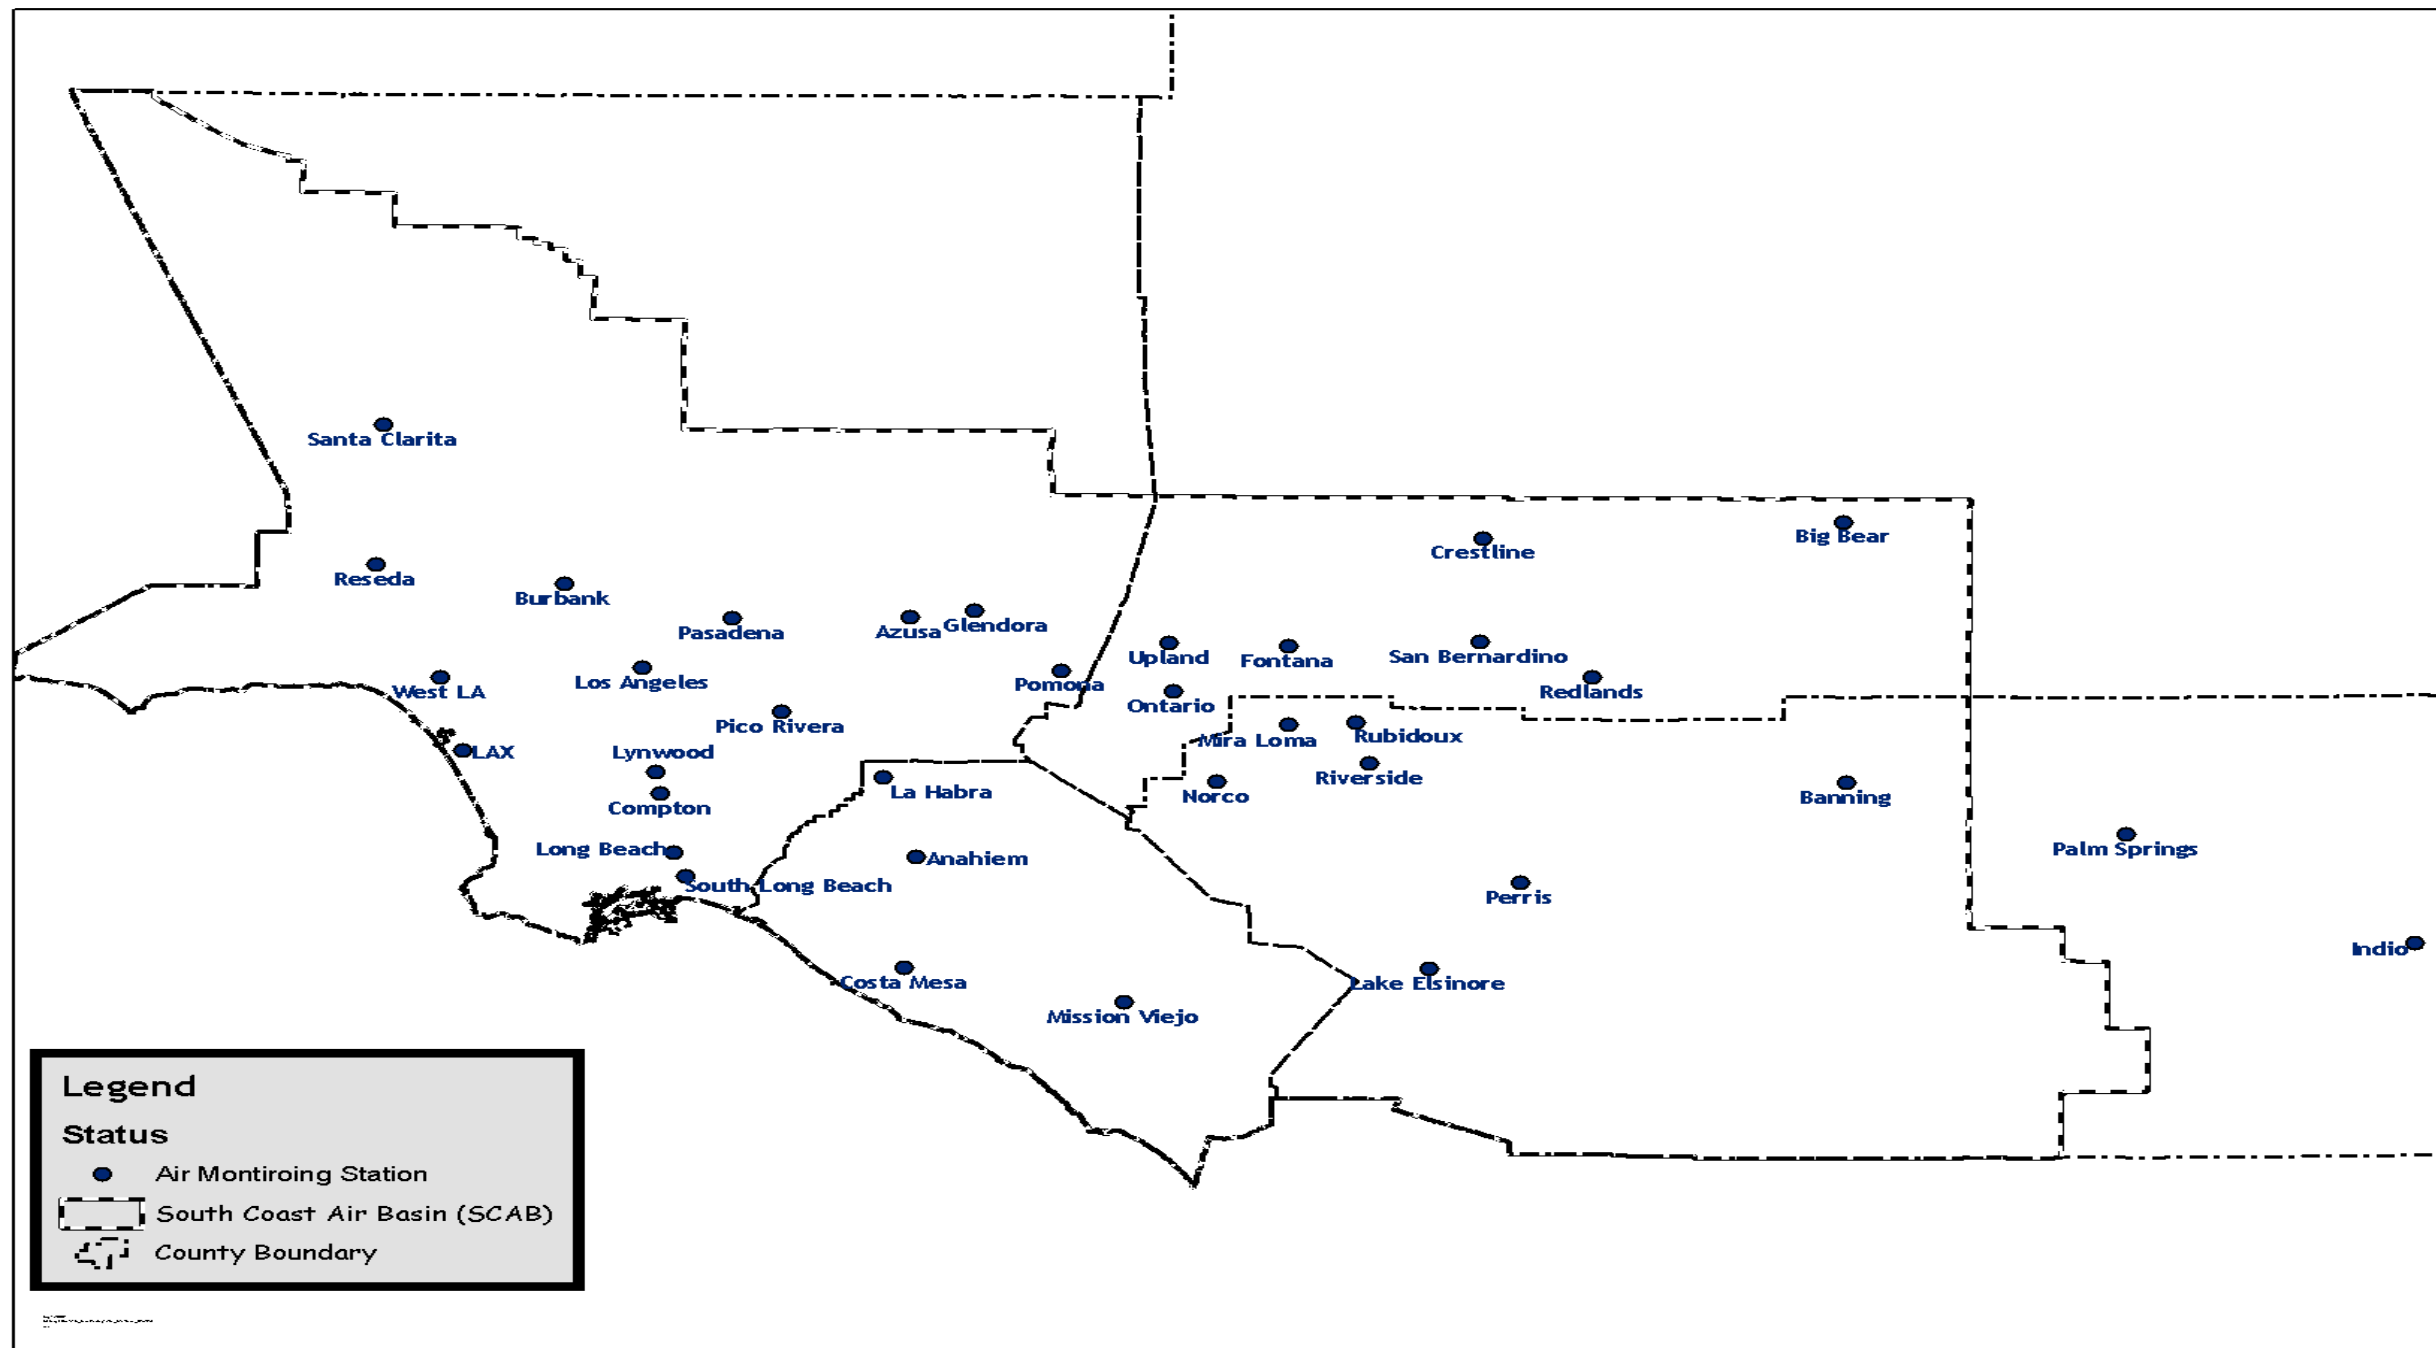 Santa Clarita
Big Bear
Crestline
Reseda
Burbank
Pasadena
Azusa
Glendora
Upland
Fontana
San Bernardino
Pomona
Los Angeles
West LA
Redlands
Ontario
Pico Rivera
Mira Loma
Rubidoux
LAX
Lynwood
Riverside
La Habra
Norco
Banning
Compton
Long Beach
Palm Springs
Anahiem
South Long Beach
Perris
Indio
Costa Mesa
Lake Elsinore
Mission Viejo
Legend
Status
Air Montiroing Station
South Coast Air Basin (SCAB)
County Boundary